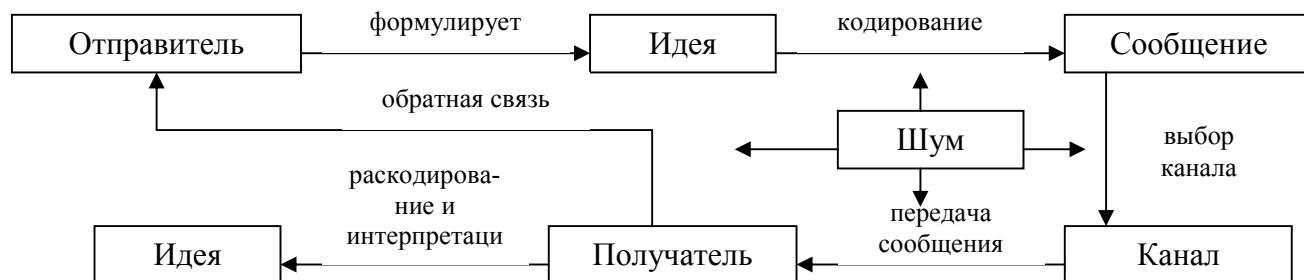 Отправитель
формулирует
Идея
кодирование
Сообщение
обратная связь
Шум
выбор
канала
раскодирова-
ние и
интерпретаци
передача
сообщения
Идея
Получатель
Канал